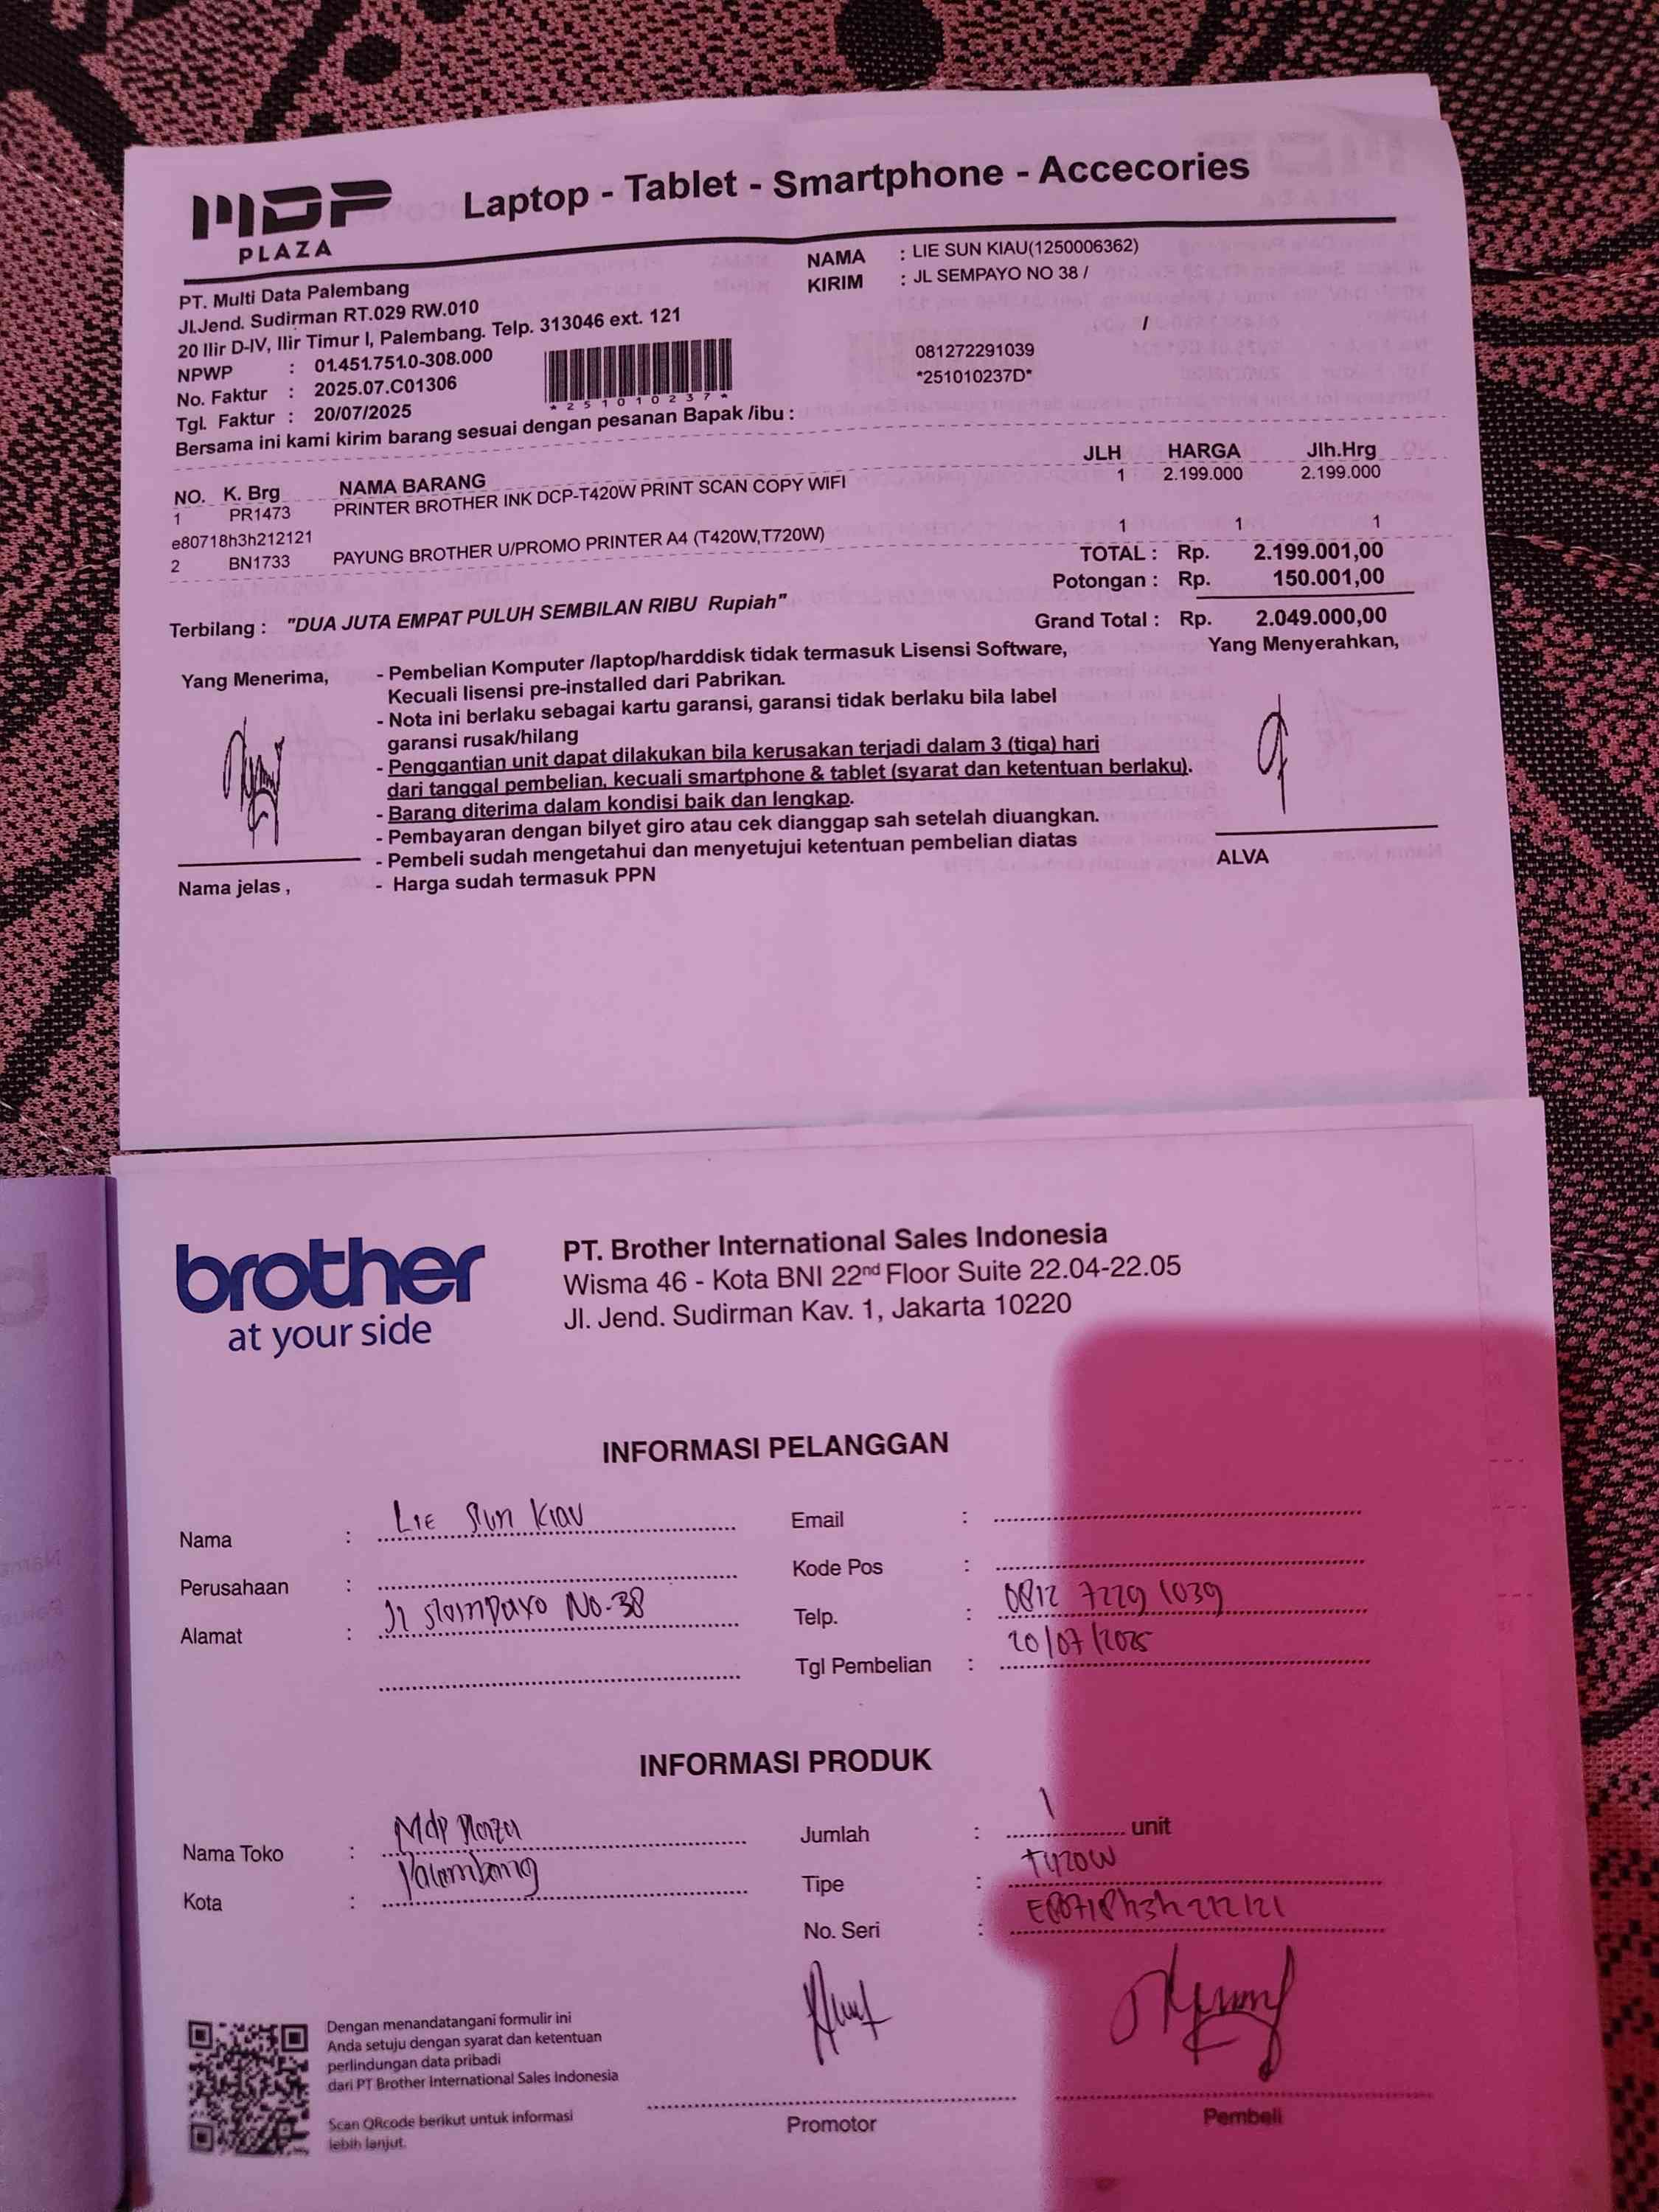 MDP PLAZA
Laptop - Tablet - Smartphone - Accecories
PT. Multi Data Palembang
Jl.Jend. Sudirman RT.029 RW.010
20 Ilir D-IV, Ilir Timur I, Palembang. Telp. 313046 ext. 121
NPWP : 01.451.751.0-308.000
No. Faktur : 2025.07.C01306
Tgl. Faktur : 20/07/2025
*251010237*
NAMA : LIE SUN KIAU(1250006362)
KIRIM : JL SEMPAYO NO 38 /
/
081272291039
*251010237D*
Bersama ini kami kirim barang sesuai dengan pesanan Bapak /ibu :
NO. K. Brg NAMA BARANG JLH HARGA Jlh.Hrg
1 PR1473 PRINTER BROTHER INK DCP-T420W PRINT SCAN COPY WIFI 1 2.199.000 2.199.000
e80718h3h212121
2 BN1733 PAYUNG BROTHER U/PROMO PRINTER A4 (T420W,T720W) 1 1 1
TOTAL : Rp. 2.199.001,00
Potongan : Rp. 150.001,00
Terbilang : "DUA JUTA EMPAT PULUH SEMBILAN RIBU Rupiah"
Grand Total : Rp. 2.049.000,00
Yang Menerima,
- Pembelian Komputer /laptop/harddisk tidak termasuk Lisensi Software,
Kecuali lisensi pre-installed dari Pabrikan.
- Nota ini berlaku sebagai kartu garansi, garansi tidak berlaku bila label
garansi rusak/hilang
- Penggantian unit dapat dilakukan bila kerusakan terjadi dalam 3 (tiga) hari
dari tanggal pembelian, kecuali smartphone & tablet (syarat dan ketentuan berlaku).
- Barang diterima dalam kondisi baik dan lengkap.
- Pembayaran dengan bilyet giro atau cek dianggap sah setelah diuangkan.
- Pembeli sudah mengetahui dan menyetujui ketentuan pembelian diatas
- Harga sudah termasuk PPN
Yang Menyerahkan,
ALVA
Nama jelas ,
brother
at your side
PT. Brother International Sales Indonesia
Wisma 46 - Kota BNI 22nd Floor Suite 22.04-22.05
Jl. Jend. Sudirman Kav. 1, Jakarta 10220
INFORMASI PELANGGAN
Nama : LIE Sun Kiau
Perusahaan :
Alamat : Jl No.38
Email :
Kode Pos :
Telp. : 0812 7229 1039
Tgl Pembelian : 20/07/2025
INFORMASI PRODUK
Nama Toko : Mdp Plaza
Kota : Palembang
Jumlah : 1 unit
Tipe : T420W
No. Seri :
Dengan menandatangani formulir ini
Anda setuju dengan syarat dan ketentuan
perlindungan data pribadi
dari PT Brother International Sales Indonesia
Scan QRcode berikut untuk informasi
lebih lanjut.
Promotor
Pembeli